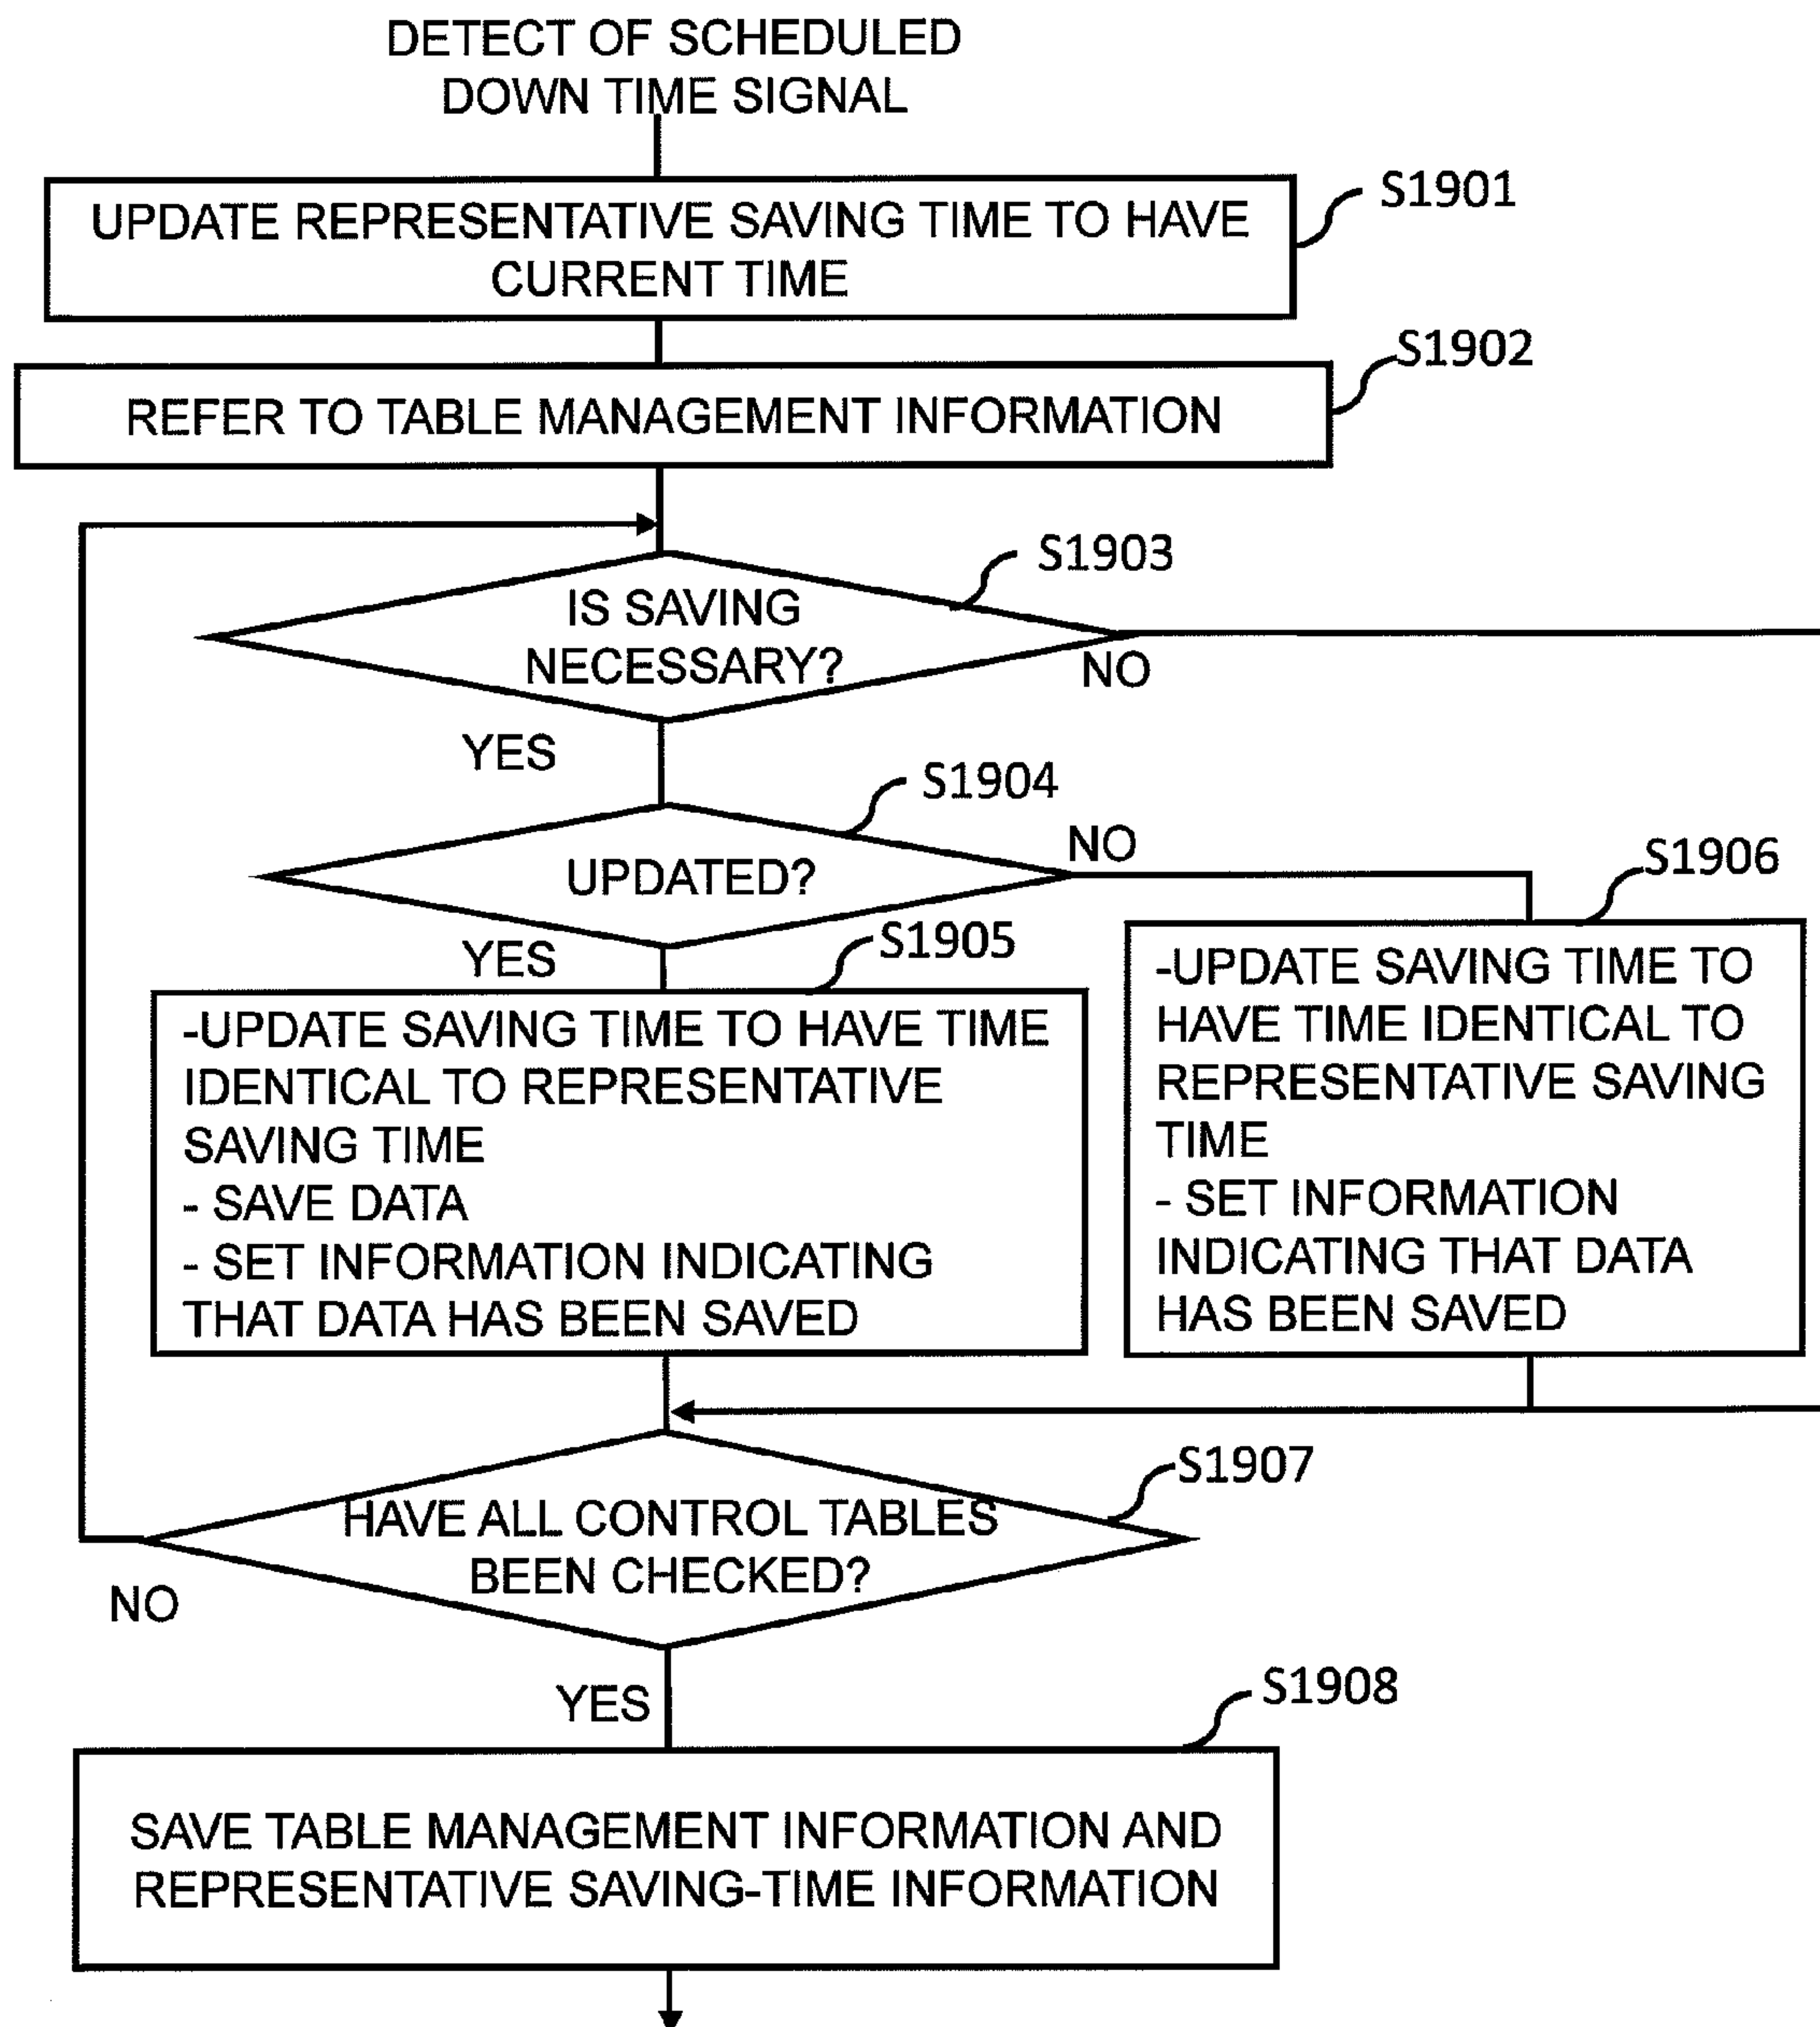 DETECT OF SCHEDULED
DOWN TIME SIGNAL
S1901
UPDATE REPRESENTATIVE SAVING TIME TO HAVE
CURRENT TIME
S1902
REFER TO TABLE MANAGEMENT INFORMATION
S1903
IS SAVING
NECESSARY?
NO
YES
S1904
NO
UPDATED?
S1906
YES
S1905
-UPDATE SAVING TIME TO HAVE TIME
IDENTICAL TO REPRESENTATIVE
SAVING TIME
- SAVE DATA
- SET INFORMATION INDICATING
THAT DATA HAS BEEN SAVED
-UPDATE SAVING TIME TO
HAVE TIME IDENTICAL TO
REPRESENTATIVE SAVING
TIME
- SET INFORMATION
INDICATING THAT DATA
HAS BEEN SAVED
S1907
HAVE ALL CONTROL TABLES
BEEN CHECKED?
NO
YES
S1908
SAVE TABLE MANAGEMENT INFORMATION AND
REPRESENTATIVE SAVING-TIME INFORMATION